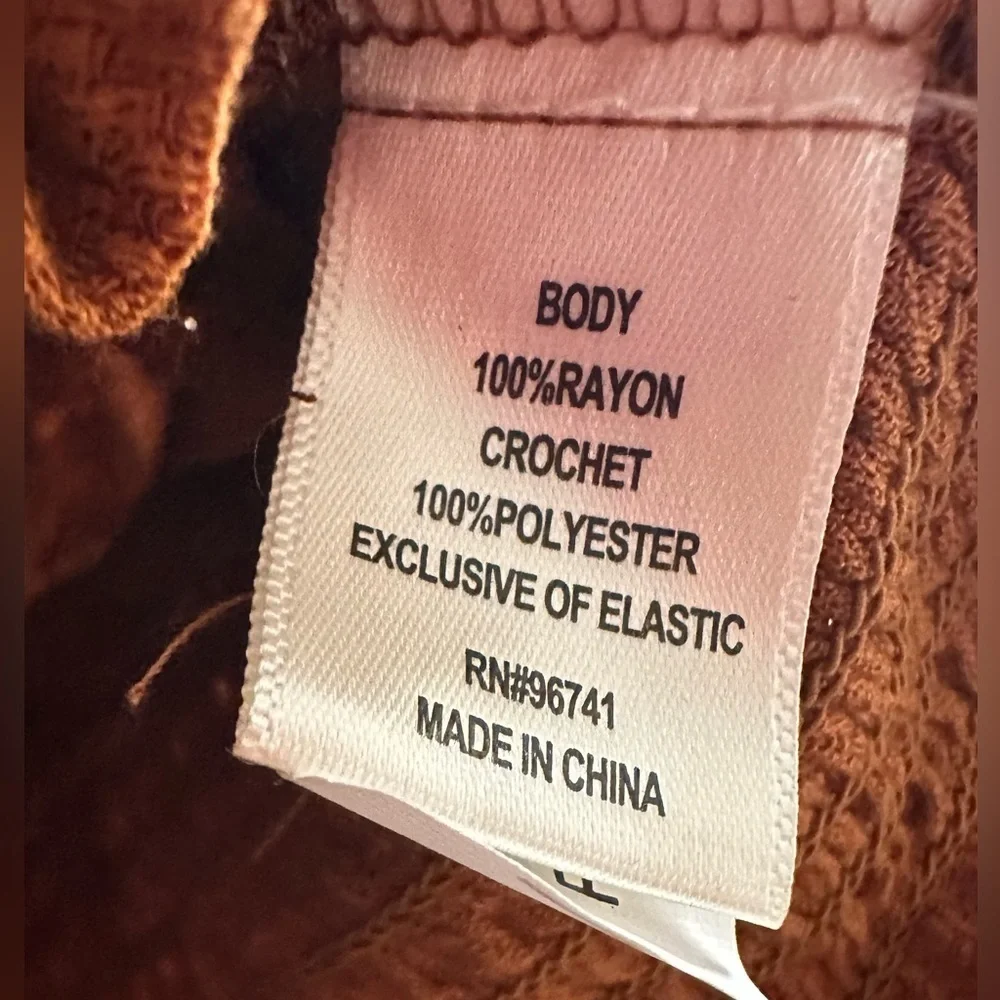 BODY
100%RAYON
CROCHET
100%POLYESTER
EXCLUSIVE OF ELASTIC
RN#96741
MADE IN CHINA